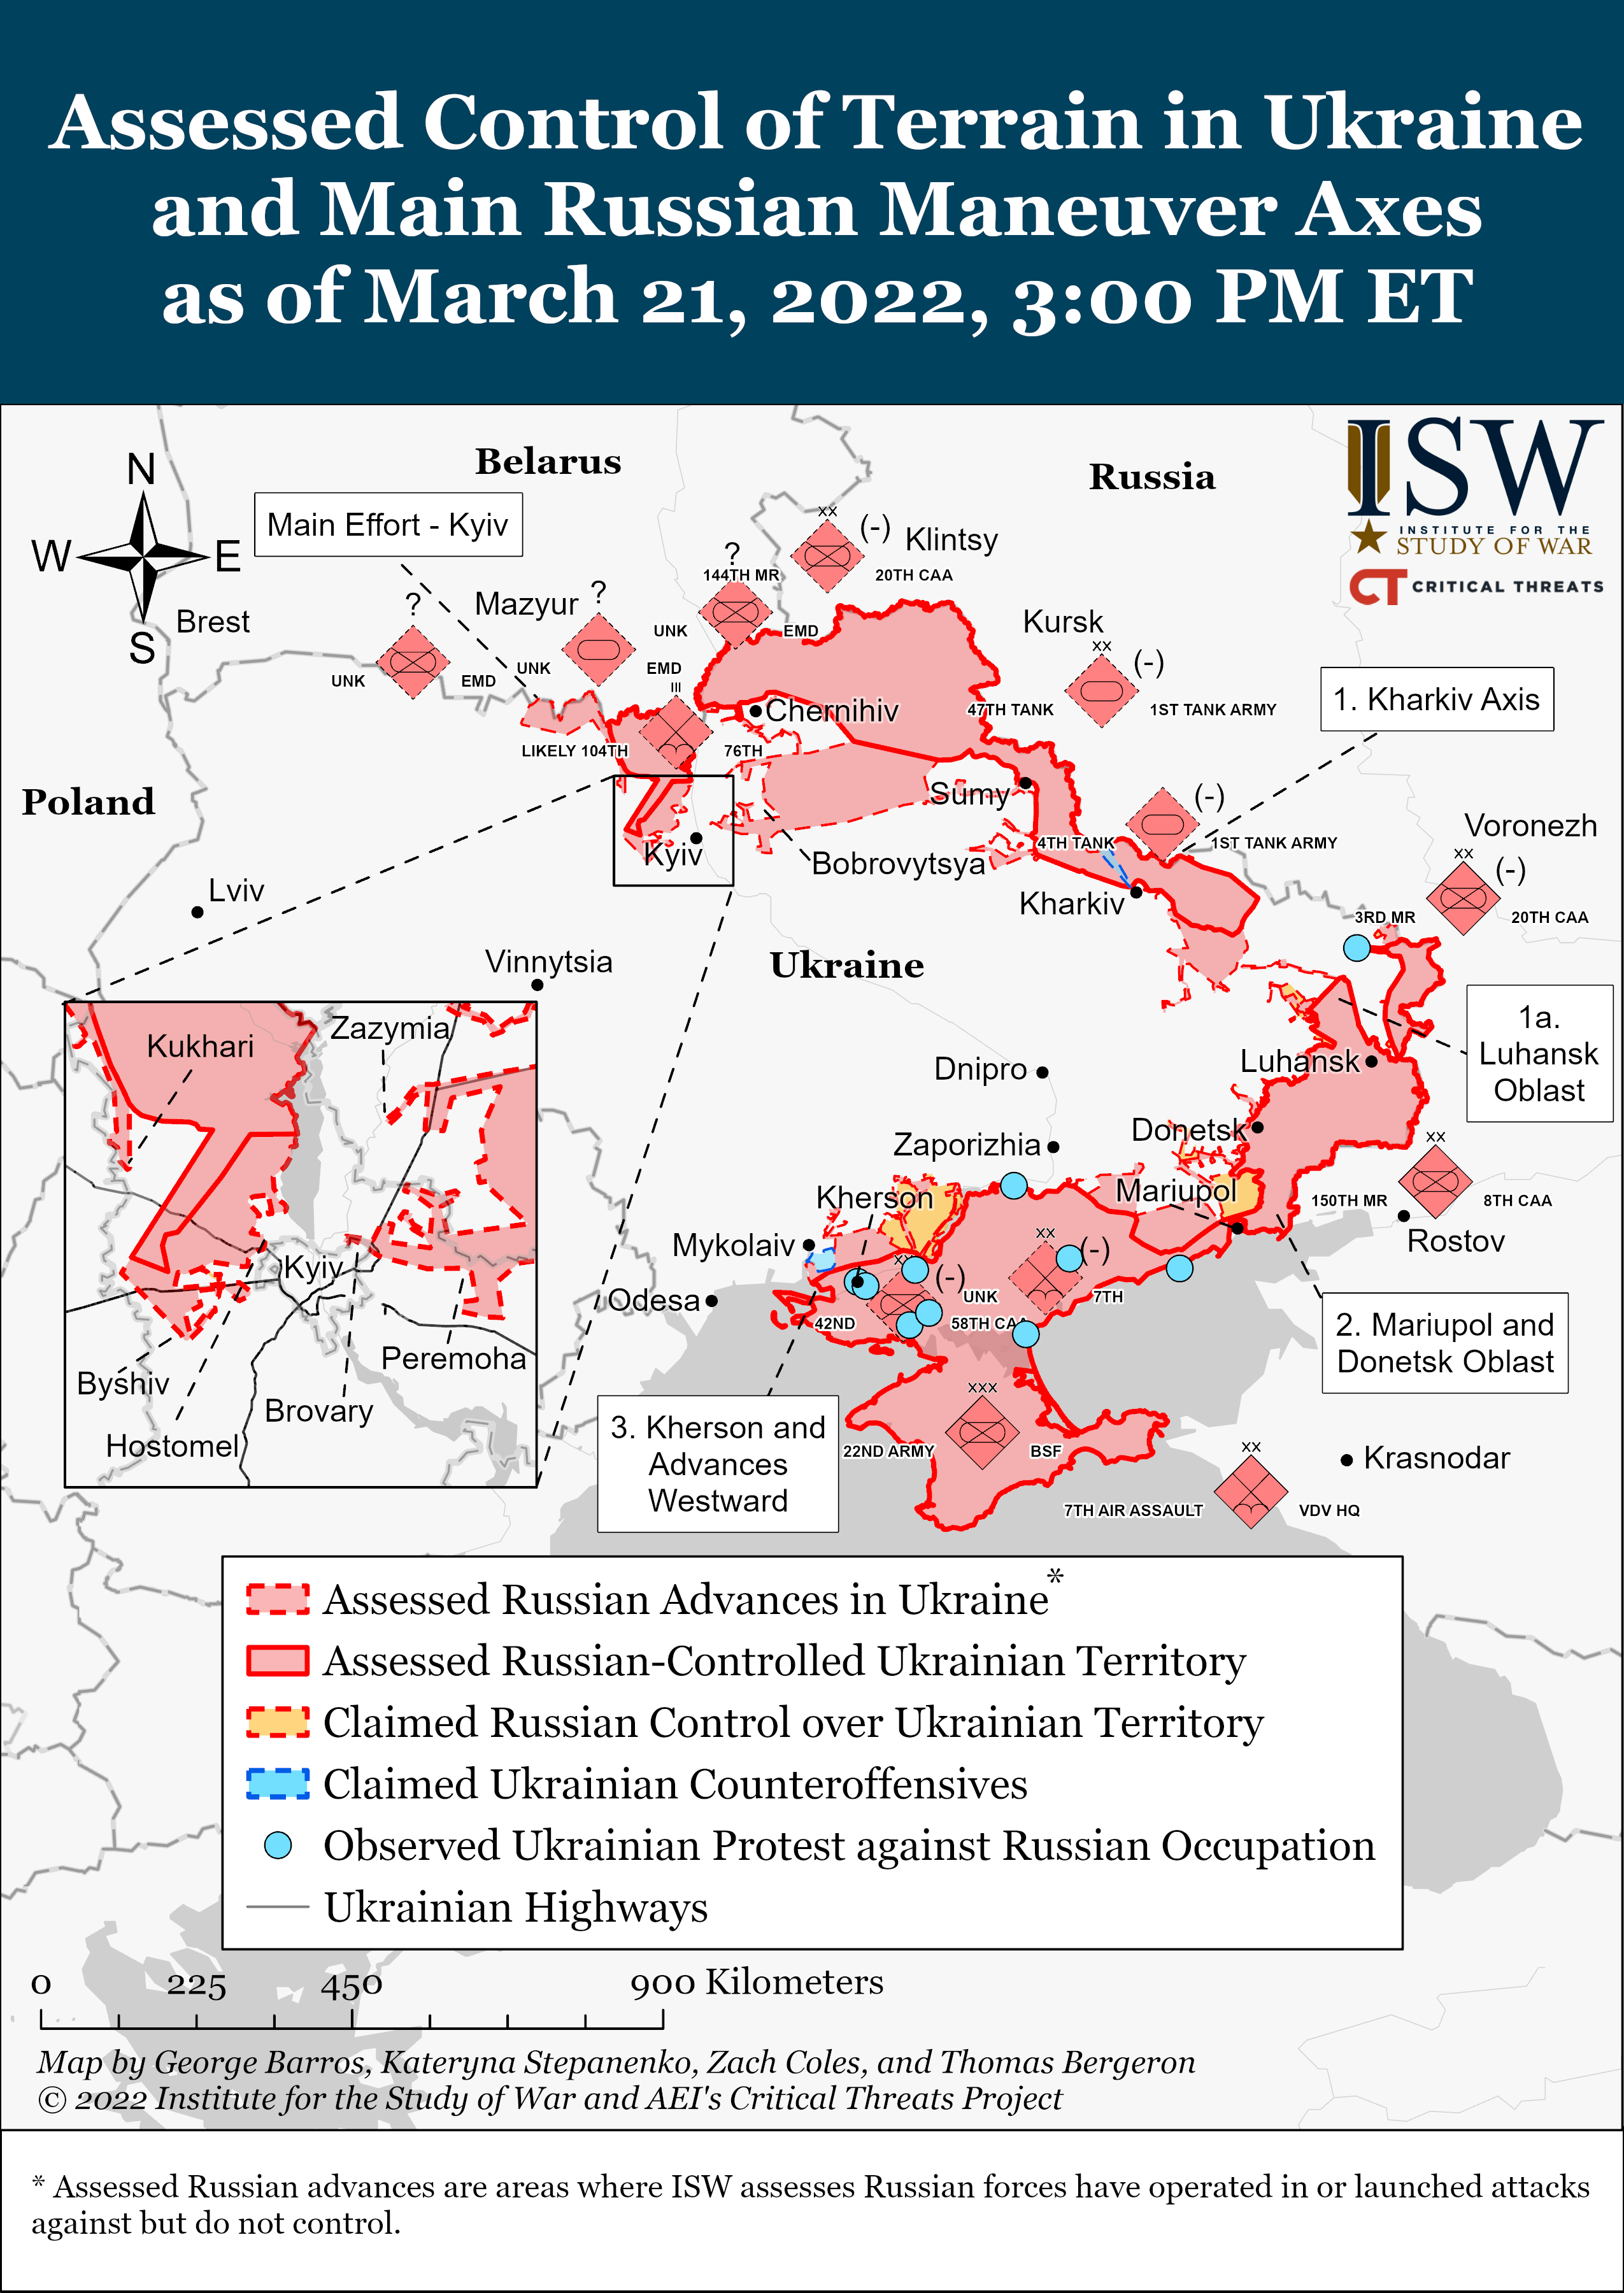 Assessed Control of Terrain in Ukraine
and Main Russian Maneuver Axes
as of March 21, 2022, 3:00 PM ET
ISW
INSTITUTE FOR THE
STUDY OF WAR
CT CRITICAL THREATS
N
W E
S
Belarus
Russia
Poland
Ukraine
Main Effort - Kyiv
Brest
Mazyur
Klintsy
Kursk
Voronezh
? UNK EMD
? UNK EMD
? 144TH MR
UNK EMD
XX (-) 20TH CAA
XX (-)
47TH TANK 1ST TANK ARMY
III
LIKELY 104TH 76TH
Chernihiv
1. Kharkiv Axis
Sumy
(-)
4TH TANK 1ST TANK ARMY
Kyiv
Bobrovytsya
Kharkiv
XX (-)
3RD MR 20TH CAA
Lviv
Vinnytsia
1a.
Luhansk
Oblast
Luhansk
Dnipro
Zaporizhia
Donetsk
Mariupol
XX
150TH MR 8TH CAA
Rostov
Kherson
Mykolaiv
Odesa
XX (-)
42ND 58TH CAA
XX (-)
UNK 7TH
2. Mariupol and
Donetsk Oblast
3. Kherson and
Advances
Westward
XXX
22ND ARMY BSF
XX
7TH AIR ASSAULT VDV HQ
Krasnodar
Kukhari
Zazymia
Kyiv
Byshiv
Peremoha
Brovary
Hostomel
Assessed Russian Advances in Ukraine*
Assessed Russian-Controlled Ukrainian Territory
Claimed Russian Control over Ukrainian Territory
Claimed Ukrainian Counteroffensives
Observed Ukrainian Protest against Russian Occupation
Ukrainian Highways
0 225 450 900 Kilometers
Map by George Barros, Kateryna Stepanenko, Zach Coles, and Thomas Bergeron
© 2022 Institute for the Study of War and AEI's Critical Threats Project
* Assessed Russian advances are areas where ISW assesses Russian forces have operated in or launched attacks
against but do not control.